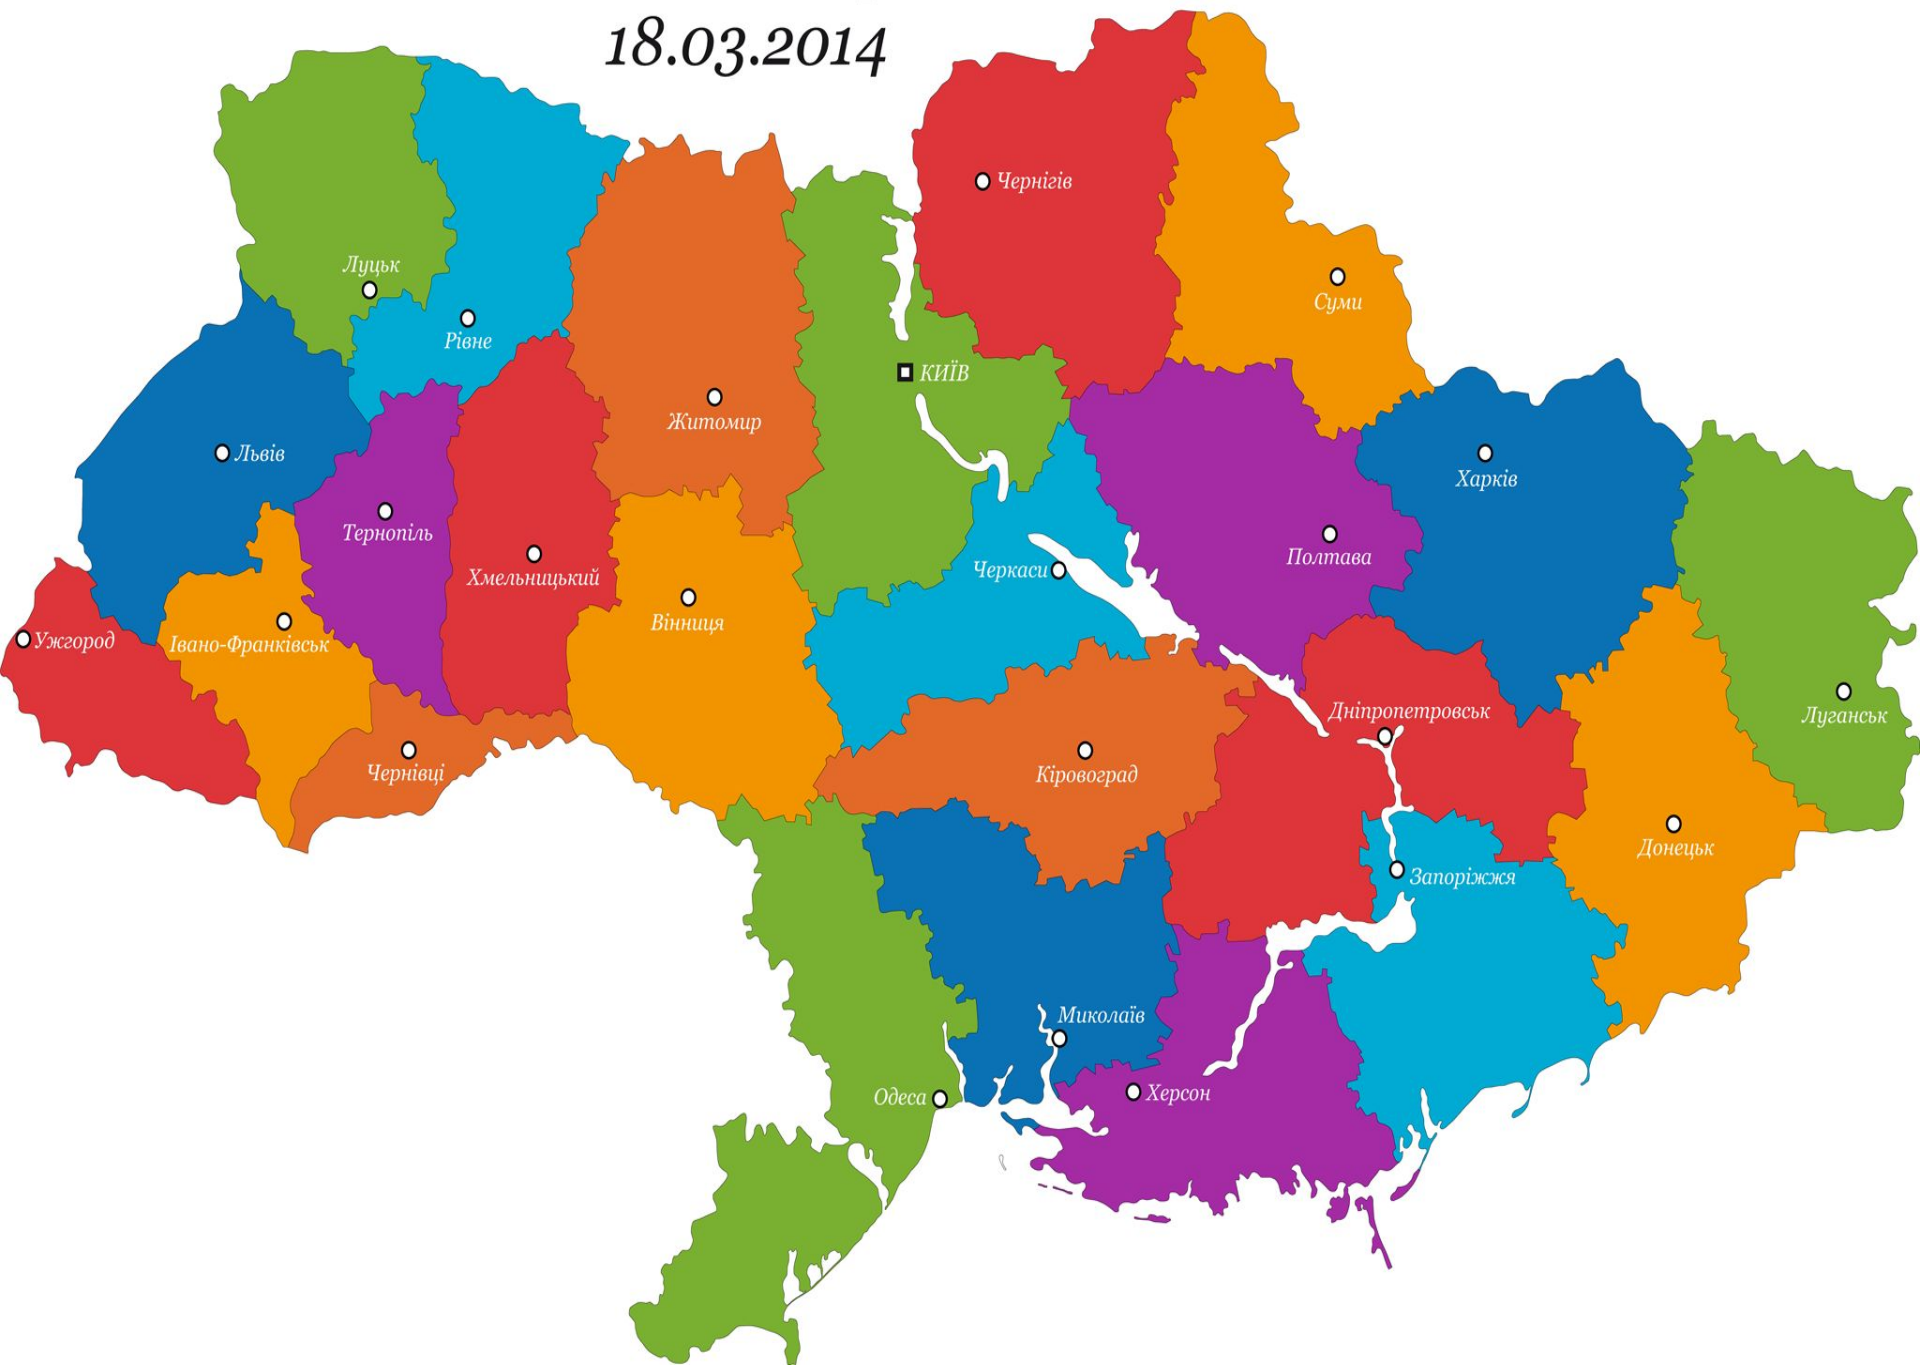 18.03.2014
Чернігів
Луцьк
Суми
Рівне
КИЇВ
Житомир
Львів
Харків
Тернопіль
Полтава
Хмельницький
Черкаси
Вінниця
Ужгород
Івано-Франківськ
Дніпропетровськ
Луганськ
Чернівці
Кіровоград
Донецьк
Запоріжжя
Миколаїв
Одеса
Херсон